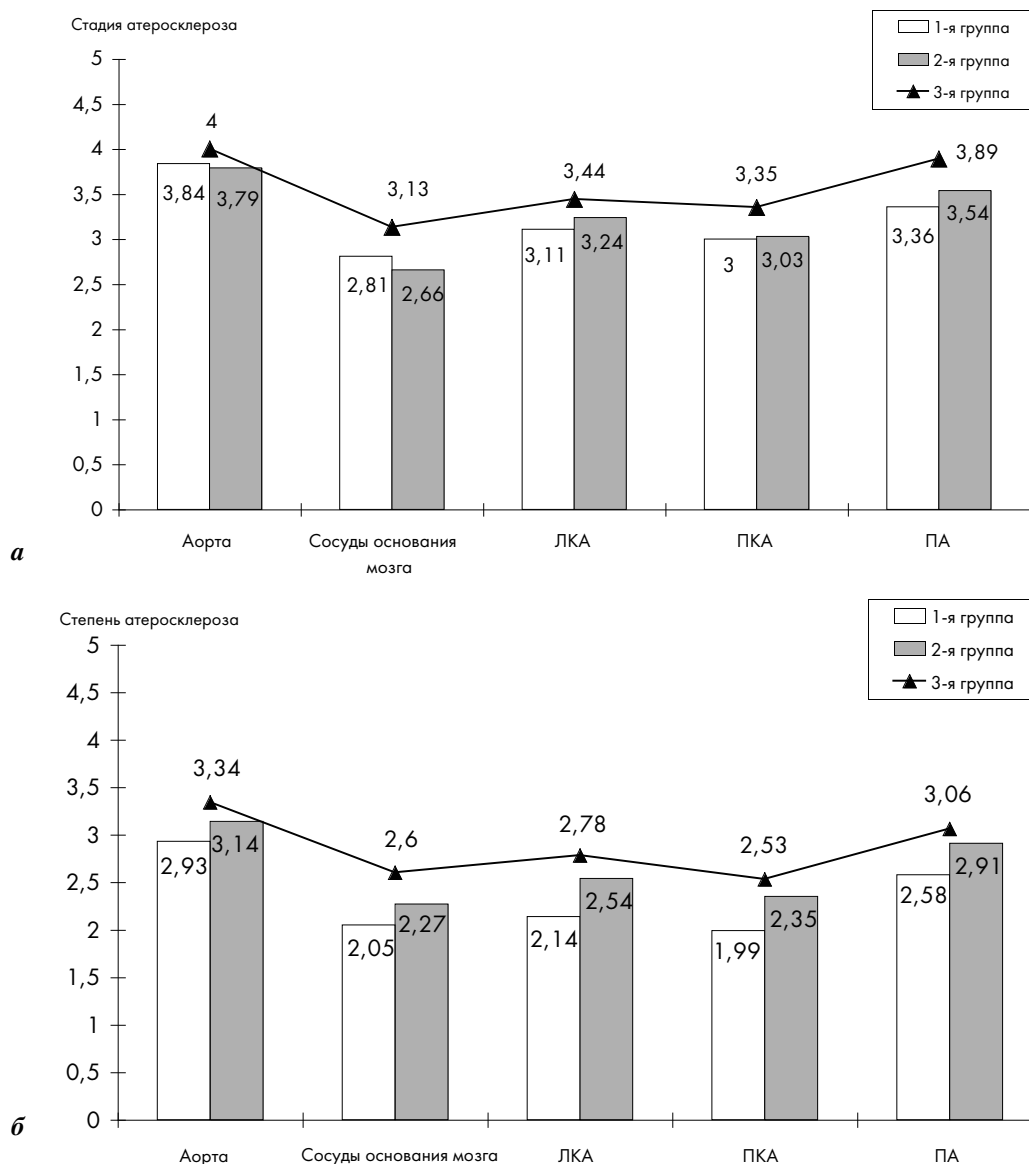 Стадия атеросклероза
1-я группа
2-я группа
3-я группа
5
4,5
4
3,5
3
2,5
2
1,5
1
0,5
0
4
3,13
3,44
3,35
3,89
3,84
3,79
2,81
2,66
3,11
3,24
3
3,03
3,36
3,54
а
Аорта
Сосуды основания
мозга
ЛКА
ПКА
ПА
Степень атеросклероза
1-я группа
2-я группа
3-я группа
5
4,5
4
3,5
3
2,5
2
1,5
1
0,5
0
3,34
2,6
2,78
2,53
3,06
2,93
3,14
2,05
2,27
2,14
2,54
1,99
2,35
2,58
2,91
б
Аорта
Сосуды основания мозга
ЛКА
ПКА
ПА